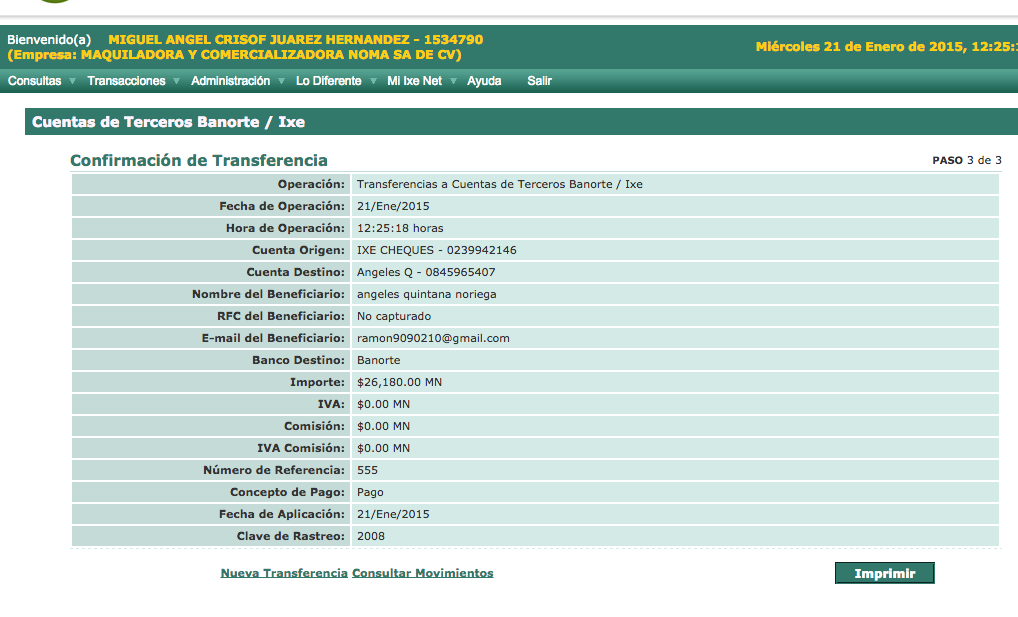 Bienvenido(a) MIGUEL ANGEL CRISOF JUAREZ HERNANDEZ - 1534790
(Empresa: MAQUILADORA Y COMERCIALIZADORA NOMA SA DE CV)
Miércoles 21 de Enero de 2015, 12:25:
Consultas Transacciones Administración Lo Diferente Mi Ixe Net Ayuda Salir
Cuentas de Terceros Banorte / Ixe
Confirmación de Transferencia PASO 3 de 3
Operación: Transferencias a Cuentas de Terceros Banorte / Ixe
Fecha de Operación: 21/Ene/2015
Hora de Operación: 12:25:18 horas
Cuenta Origen: IXE CHEQUES - 0239942146
Cuenta Destino: Angeles Q - 0845965407
Nombre del Beneficiario: angeles quintana noriega
RFC del Beneficiario: No capturado
E-mail del Beneficiario: ramon9090210@gmail.com
Banco Destino: Banorte
Importe: $26,180.00 MN
IVA: $0.00 MN
Comisión: $0.00 MN
IVA Comisión: $0.00 MN
Número de Referencia: 555
Concepto de Pago: Pago
Fecha de Aplicación: 21/Ene/2015
Clave de Rastreo: 2008
Nueva Transferencia Consultar Movimientos Imprimir